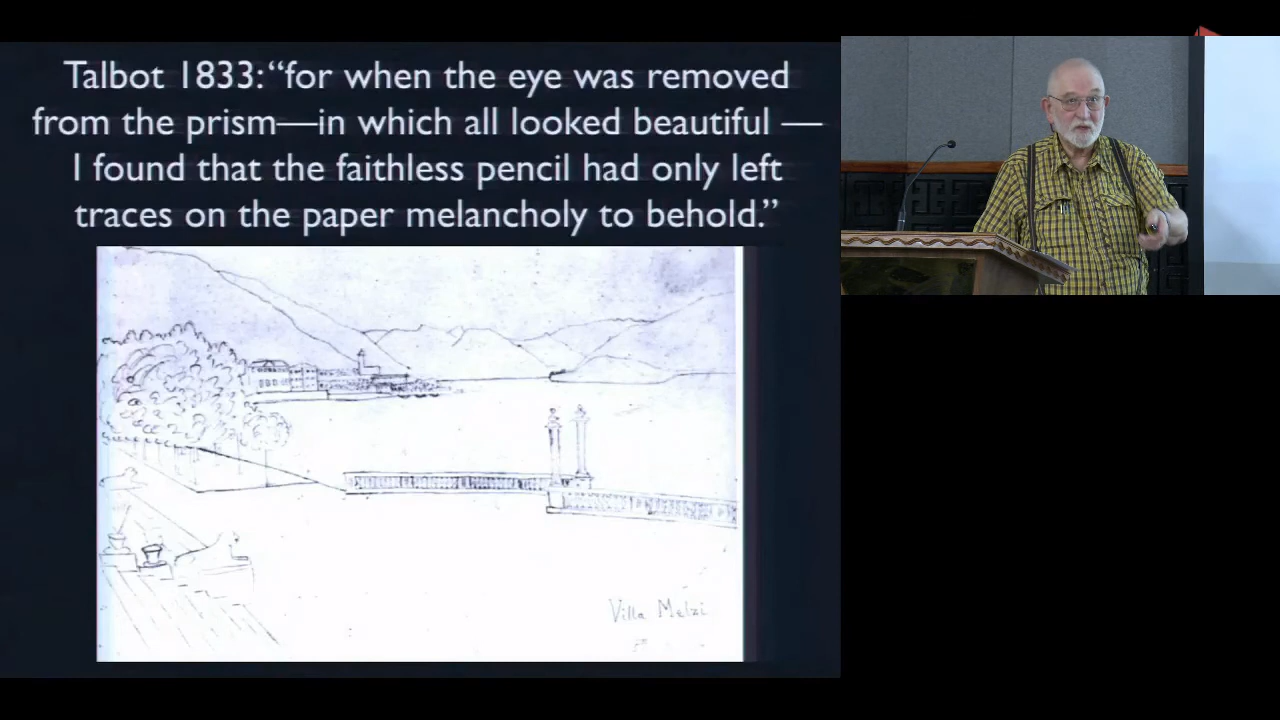 Talbot 1833: “for when the eye was removed
from the prism—in which all looked beautiful —
I found that the faithless pencil had only left
traces on the paper melancholy to behold.”
Villa Melzi